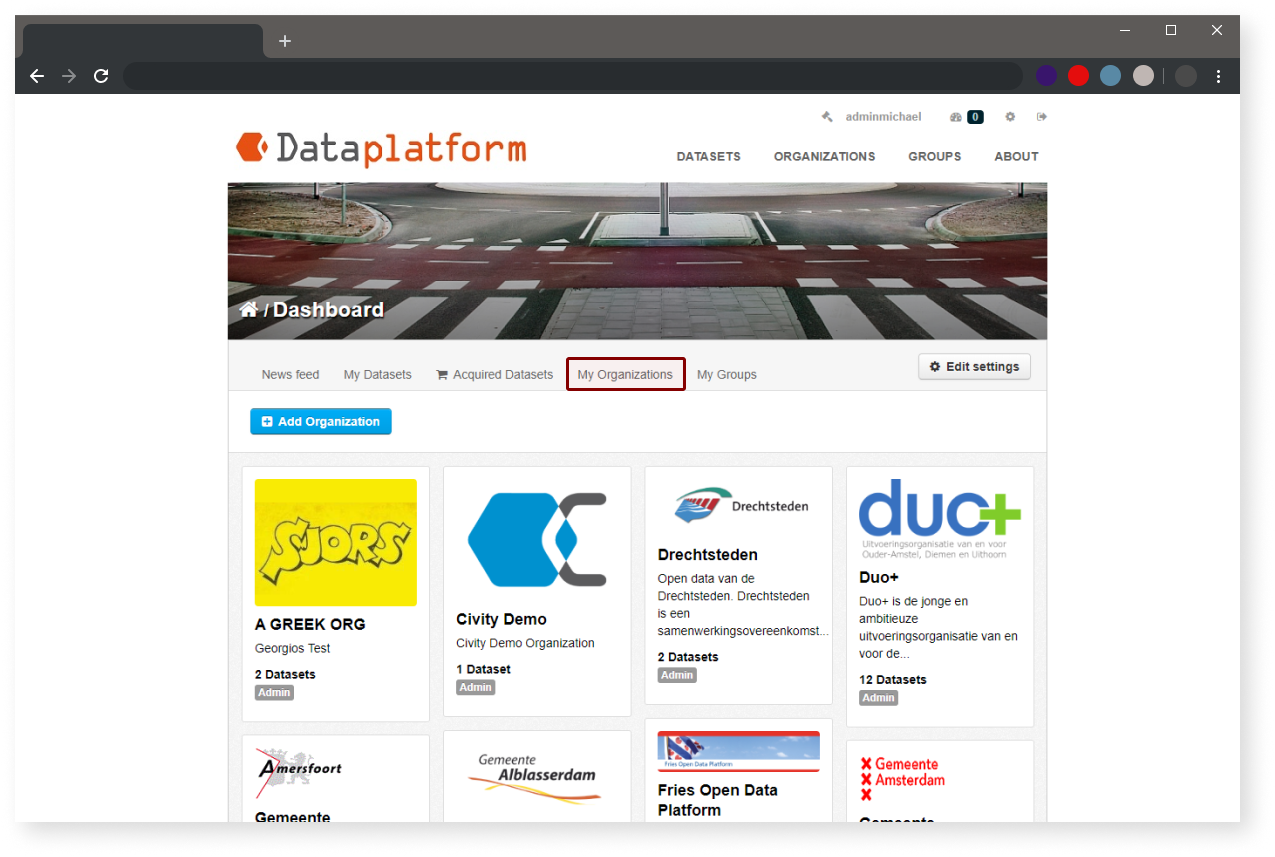 adminmichael 0
Dataplatform
DATASETS ORGANIZATIONS GROUPS ABOUT
/ Dashboard
News feed My Datasets Acquired Datasets My Organizations My Groups Edit settings
Add Organization
SJORS
A GREEK ORG
Georgios Test
2 Datasets
Admin
Civity Demo
Civity Demo Organization
1 Dataset
Admin
Drechtsteden
Drechtsteden
Open data van de
Drechtsteden. Drechtsteden
is een
samenwerkingsovereenkomst...
2 Datasets
Admin
duo+
Uitvoeringsorganisatie van en voor
Ouder-Amstel, Diemen en Uithoorn
Duo+
Duo+ is de jonge en
ambitieuze
uitvoeringsorganisatie van en
voor de...
12 Datasets
Admin
Amersfoort
Gemeente
Gemeente
Alblasserdam
Fries Open Data Platform
Fries Open Data
Platform
Gemeente
Amsterdam
Gemeente